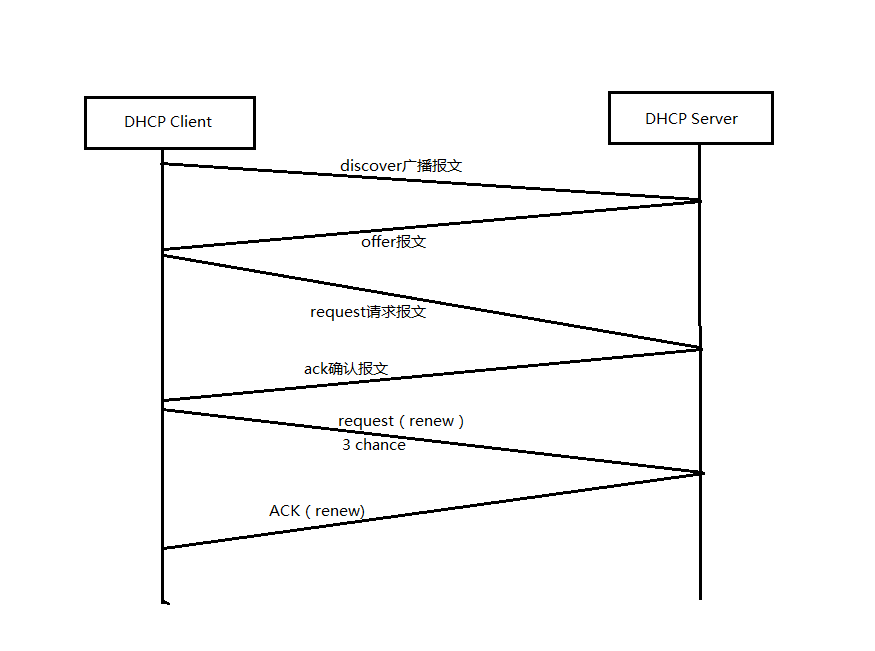 DHCP Client
DHCP Server
discover广播报文
offer报文
request请求报文
ack确认报文
request（renew）
3 chance
ACK（renew)